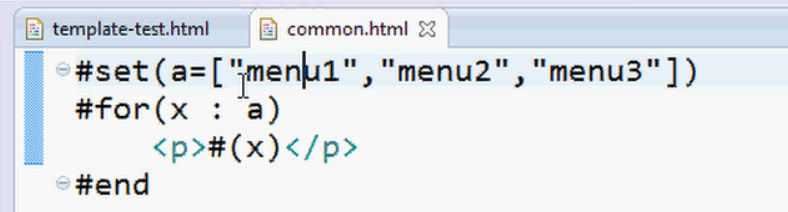 template-test.html common.html
#set(a=["menu1","menu2","menu3"])
#for(x : a)
<p>#(x)</p>
#end